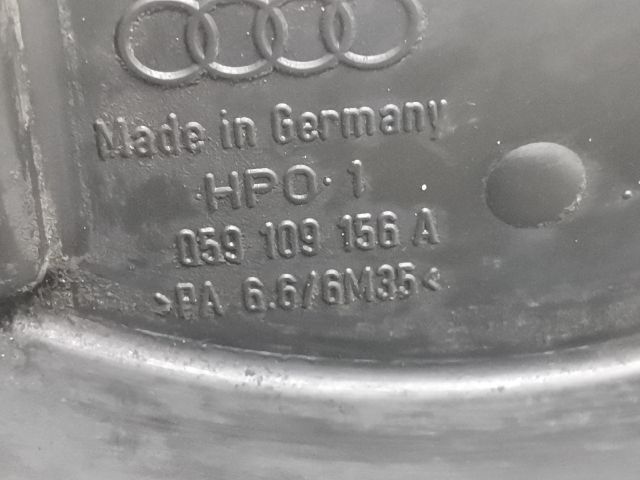 Made in Germany
·HPO· 1
059 109 156 A
>PA 6.6/6M35<